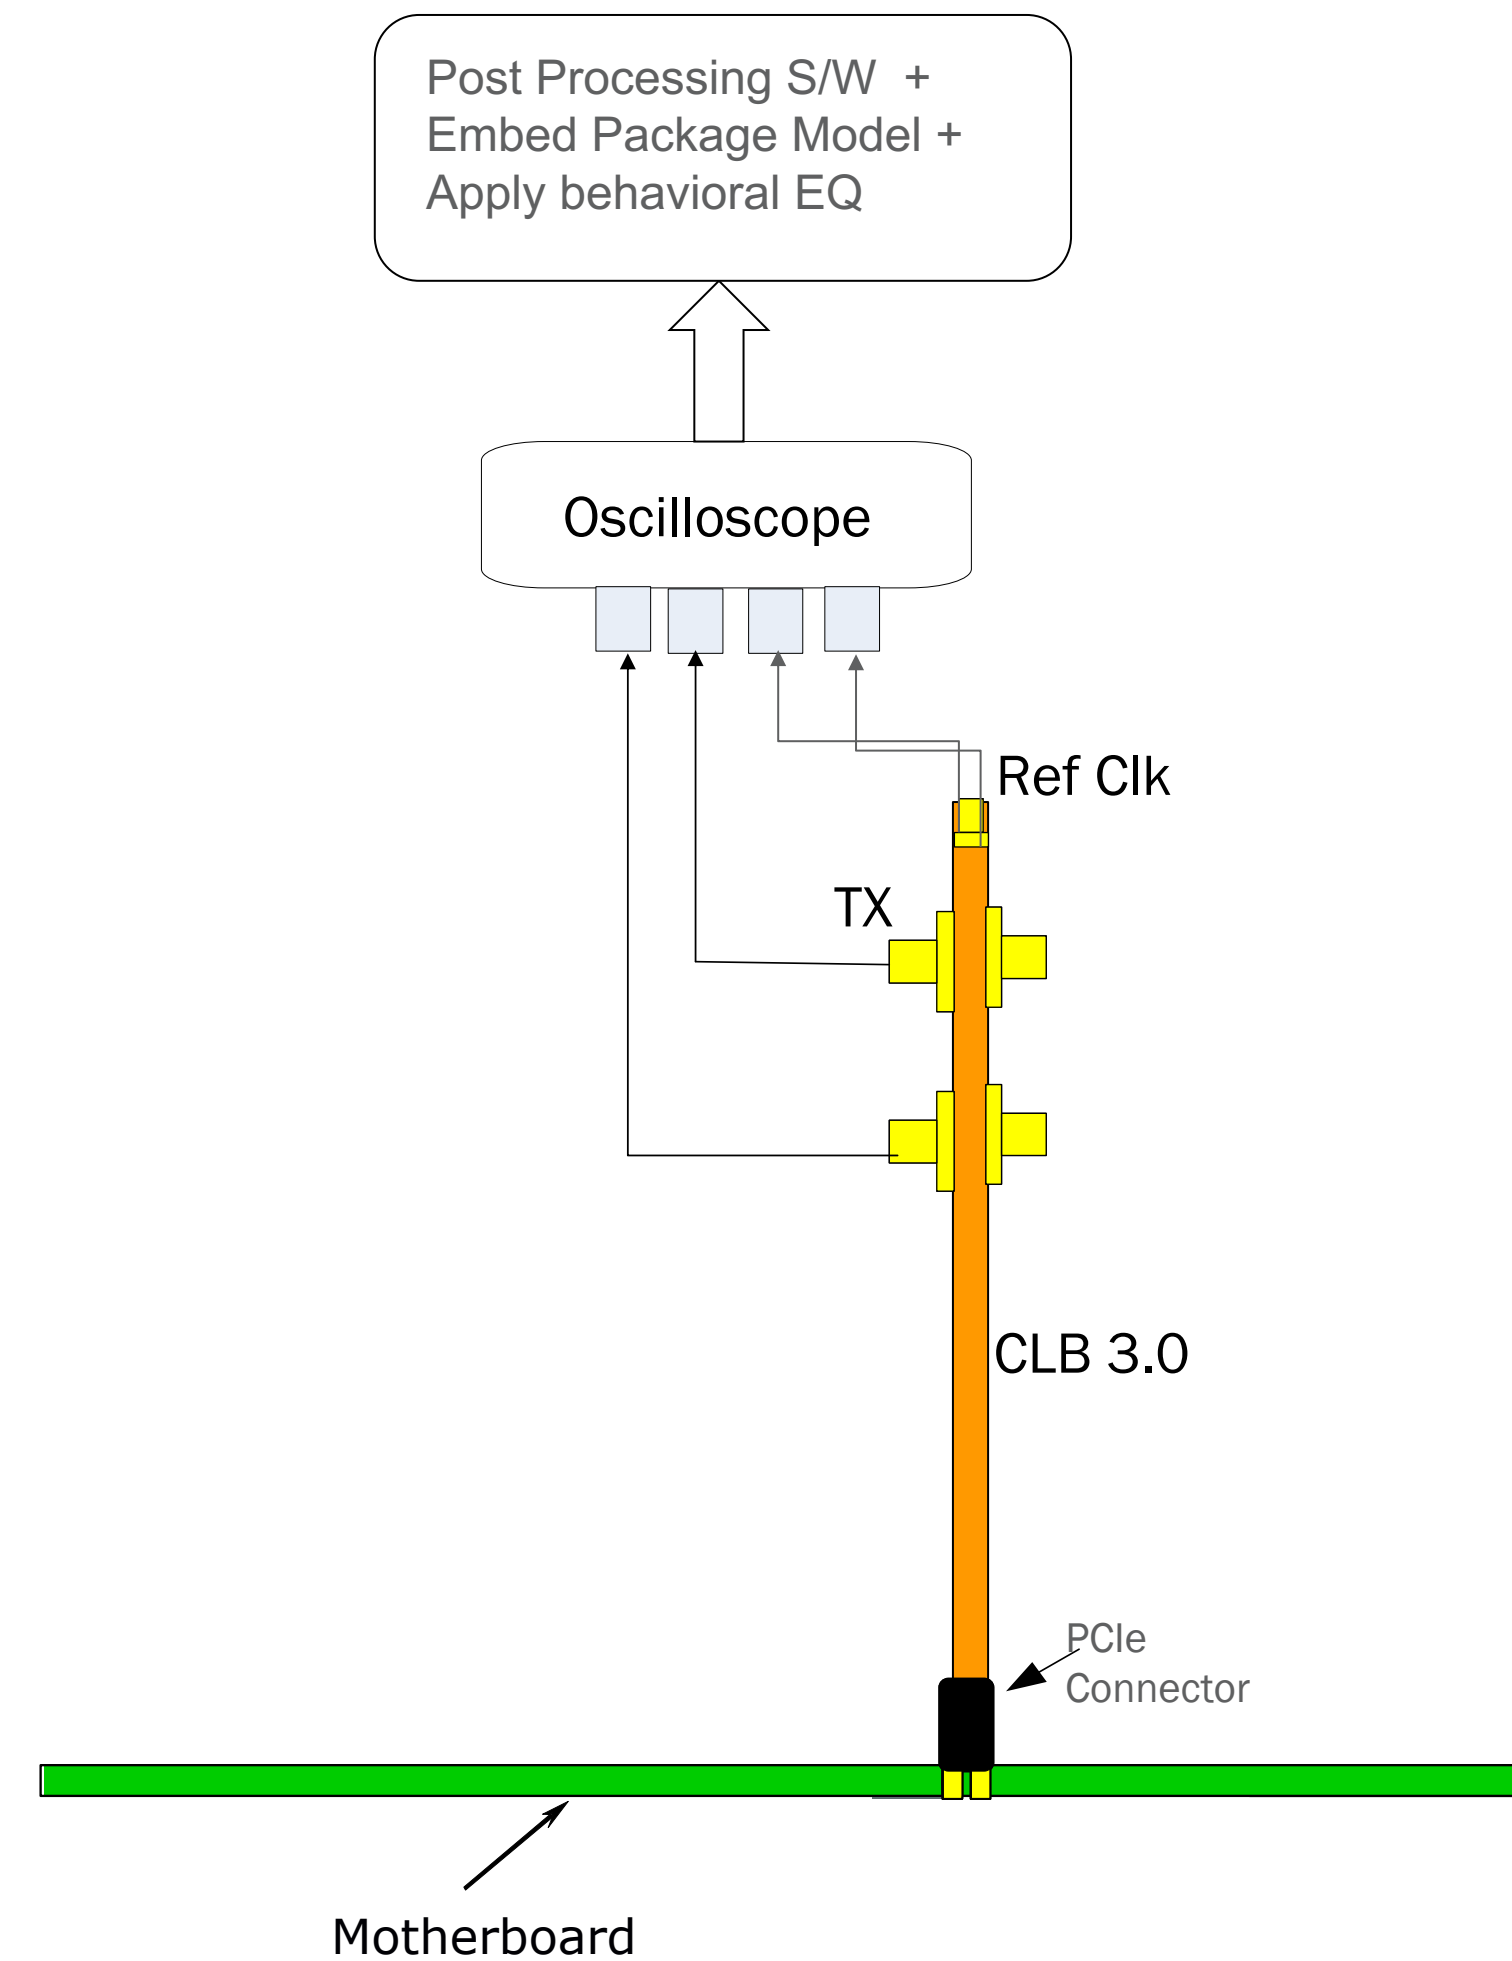 Post Processing S/W +
Embed Package Model +
Apply behavioral EQ
Oscilloscope
Ref Clk
TX
CLB 3.0
PCIe
Connector
Motherboard